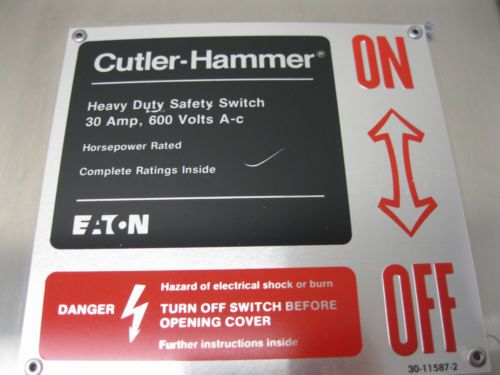 Cutler-Hammer®
ON
Heavy Duty Safety Switch
30 Amp, 600 Volts A-c
Horsepower Rated
Complete Ratings Inside
EATON
OFF
Hazard of electrical shock or burn
DANGER
TURN OFF SWITCH BEFORE
OPENING COVER
Further instructions inside
30-11587-2